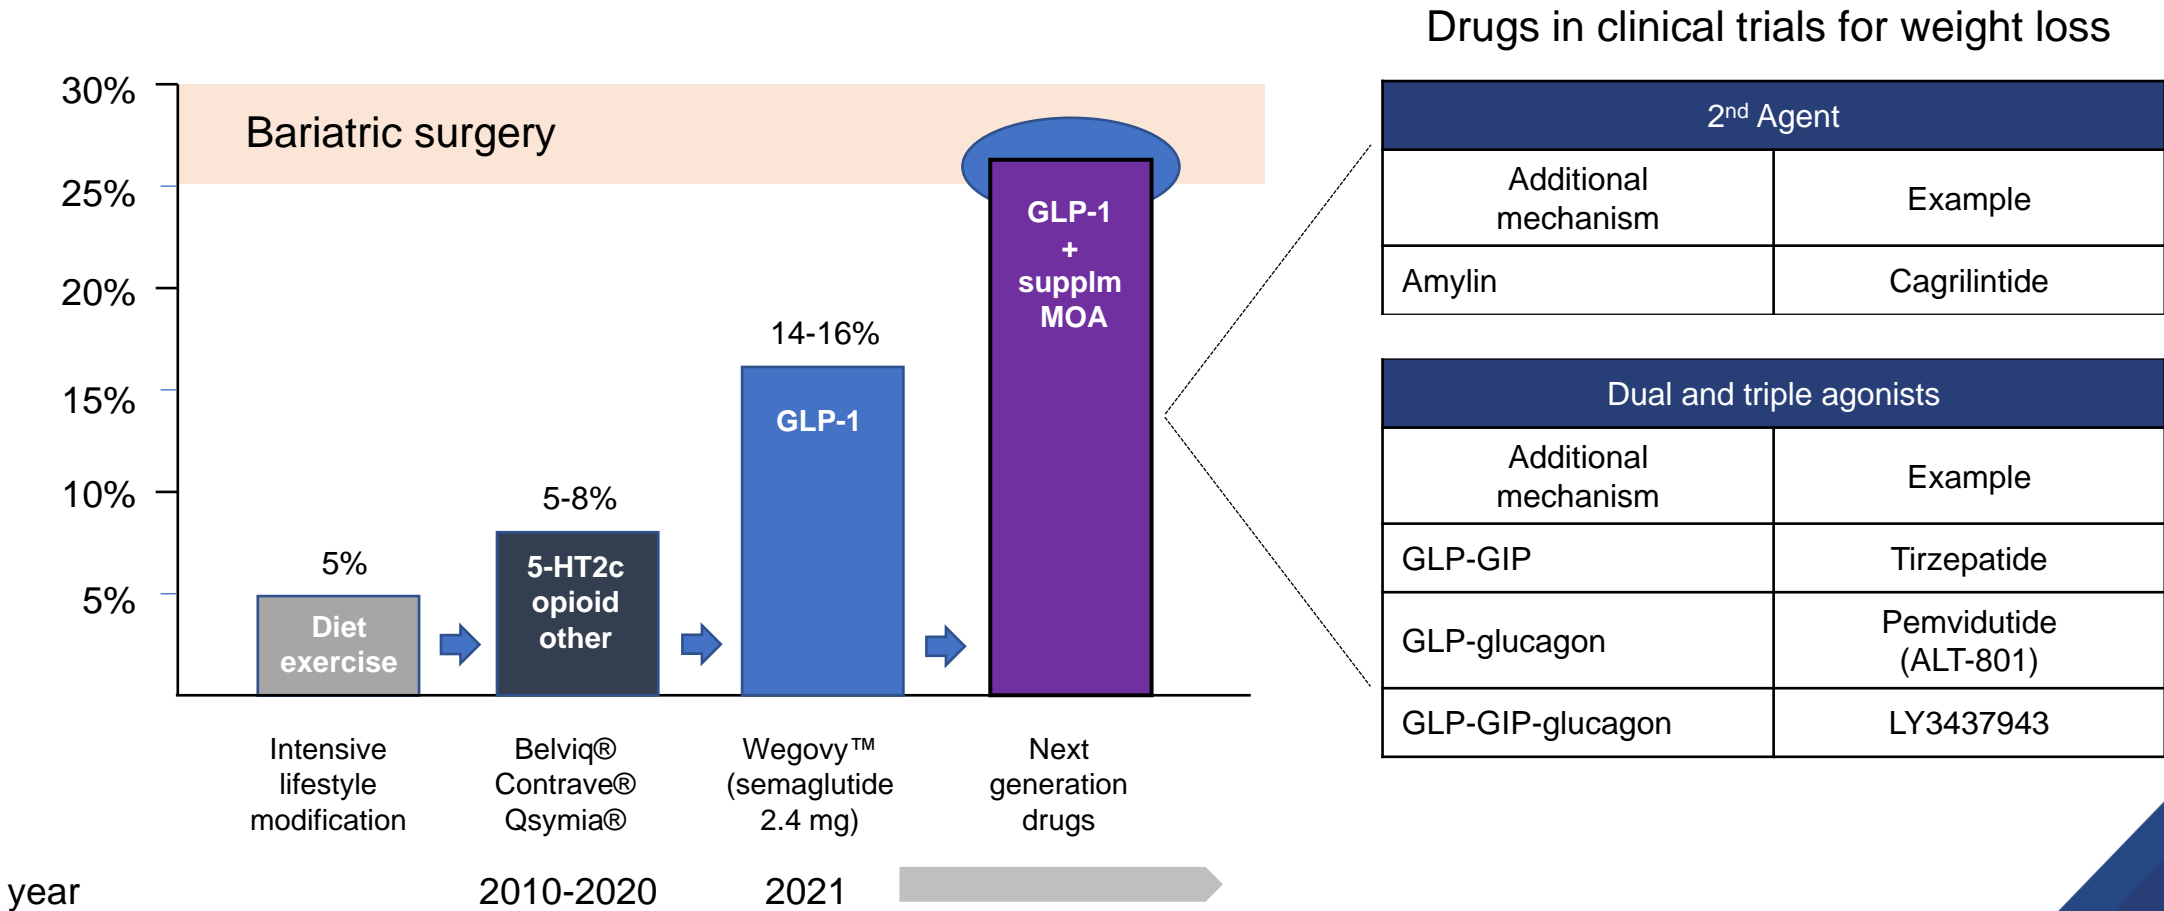 Drugs in clinical trials for weight loss
30%
25%
20%
15%
10%
5%
Bariatric surgery
5%
Diet
exercise
5-8%
5-HT2c
opioid
other
14-16%
GLP-1
GLP-1
+
supplm
MOA
Intensive
lifestyle
modification
Belviq®
Contrave®
Qsymia®
Wegovy™
(semaglutide
2.4 mg)
Next
generation
drugs
year
2010-2020
2021
2nd Agent
Additional
mechanism
Example
Amylin
Cagrilintide
Dual and triple agonists
Additional
mechanism
Example
GLP-GIP
Tirzepatide
GLP-glucagon
Pemvidutide
(ALT-801)
GLP-GIP-glucagon
LY3437943